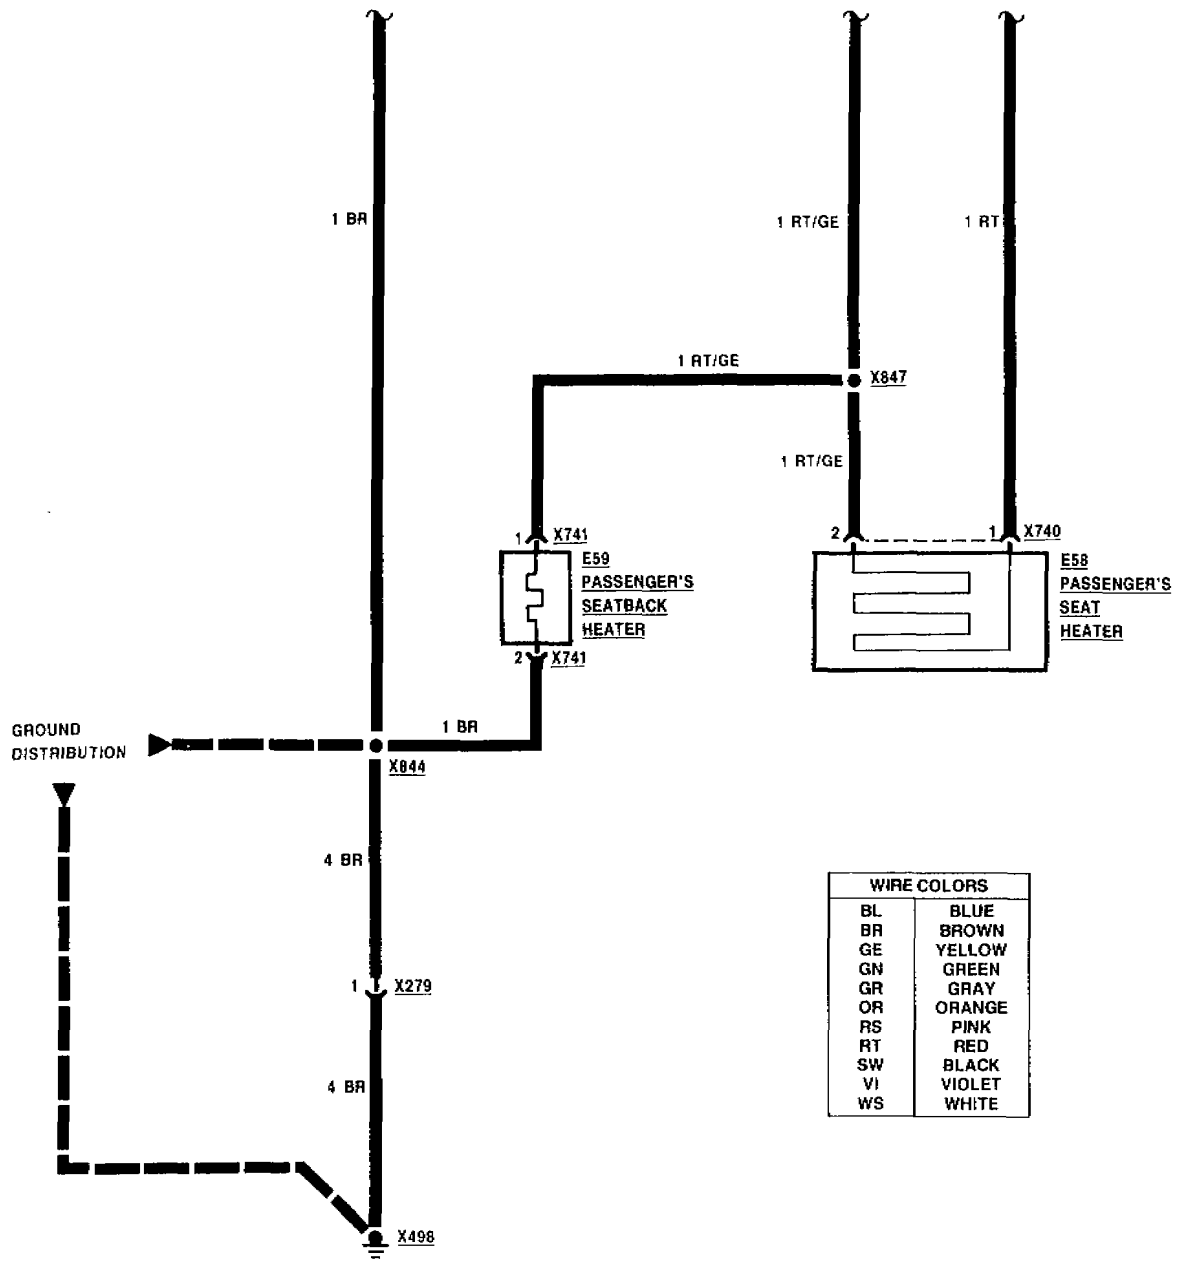 1 BR
1 RT/GE
1 RT
1 RT/GE
X847
1 RT/GE
1 X741
2
1 X740
E59
PASSENGER'S
SEATBACK
HEATER
E58
PASSENGER'S
SEAT
HEATER
2 X741
1 BR
GROUND
DISTRIBUTION
X844
4 BR
WIRE COLORS
BL BLUE
BR BROWN
GE YELLOW
GN GREEN
GR GRAY
OR ORANGE
RS PINK
RT RED
SW BLACK
VI VIOLET
WS WHITE
1 X279
4 BR
X498